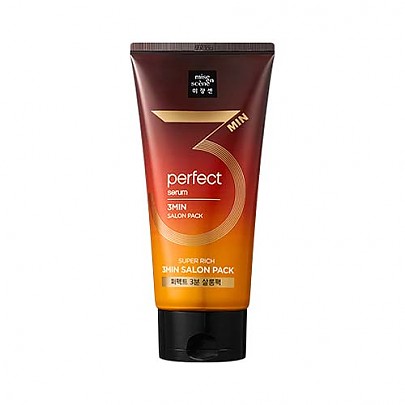 mise
en
scène
미쟝센
3
MIN
perfect
serum
3MIN
SALON PACK
SUPER RICH
3MIN SALON PACK
퍼펙트 3분 살롱팩